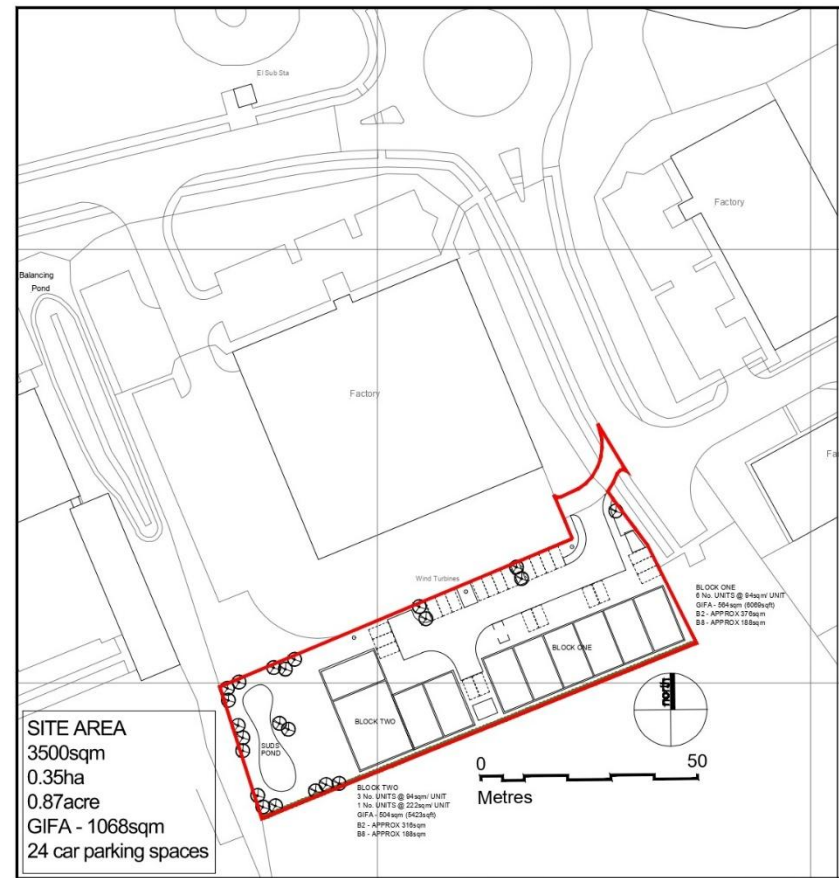 El Sub Sta
Factory
Balancing
Pond
Factory
Wind Turbines
BLOCK ONE
6 No. UNITS @ 94sqm/ UNIT
GIFA - 564sqm (6069sqft)
B2 - APPROX 376sqm
B8 - APPROX 188sqm
BLOCK ONE
north
BLOCK TWO
SUDS
POND
SITE AREA
3500sqm
0.35ha
0.87acre
GIFA - 1068sqm
24 car parking spaces
0 50
Metres
BLOCK TWO
3 No. UNITS @ 94sqm/ UNIT
1 No. UNITS @ 222sqm/ UNIT
GIFA - 504sqm (5423sqft)
B2 - APPROX 316sqm
B8 - APPROX 188sqm